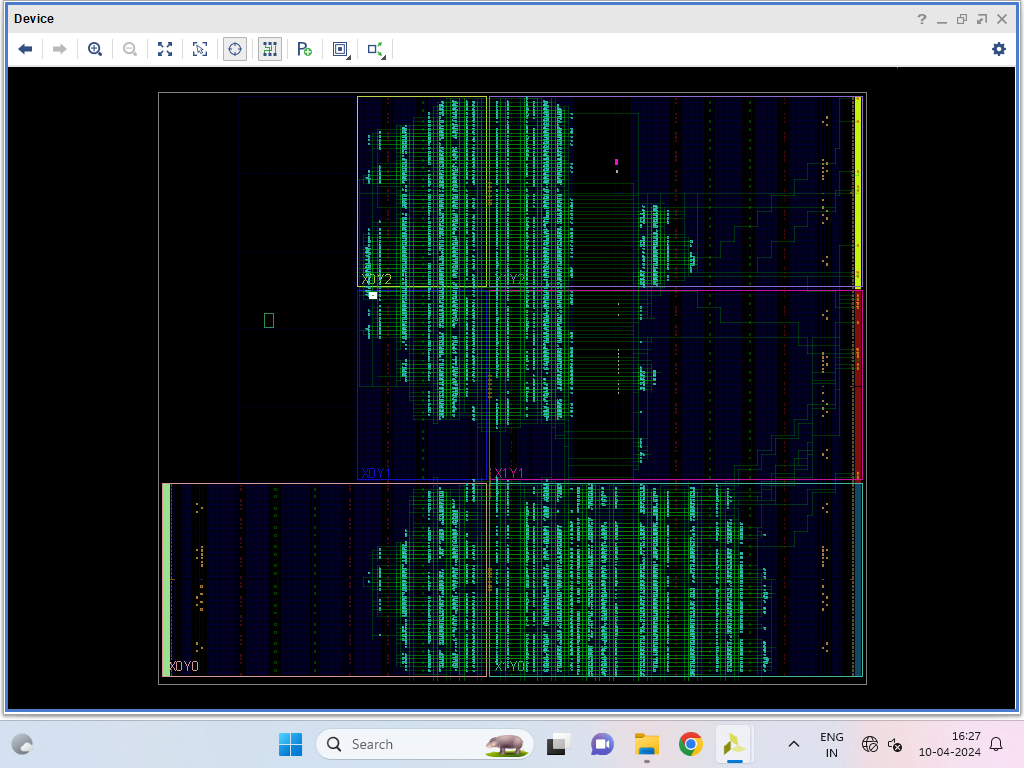 Device
X0Y2
X1Y2
X0Y1
X1Y1
X0Y0
X1Y0
Search
ENG
IN
16:27
10-04-2024